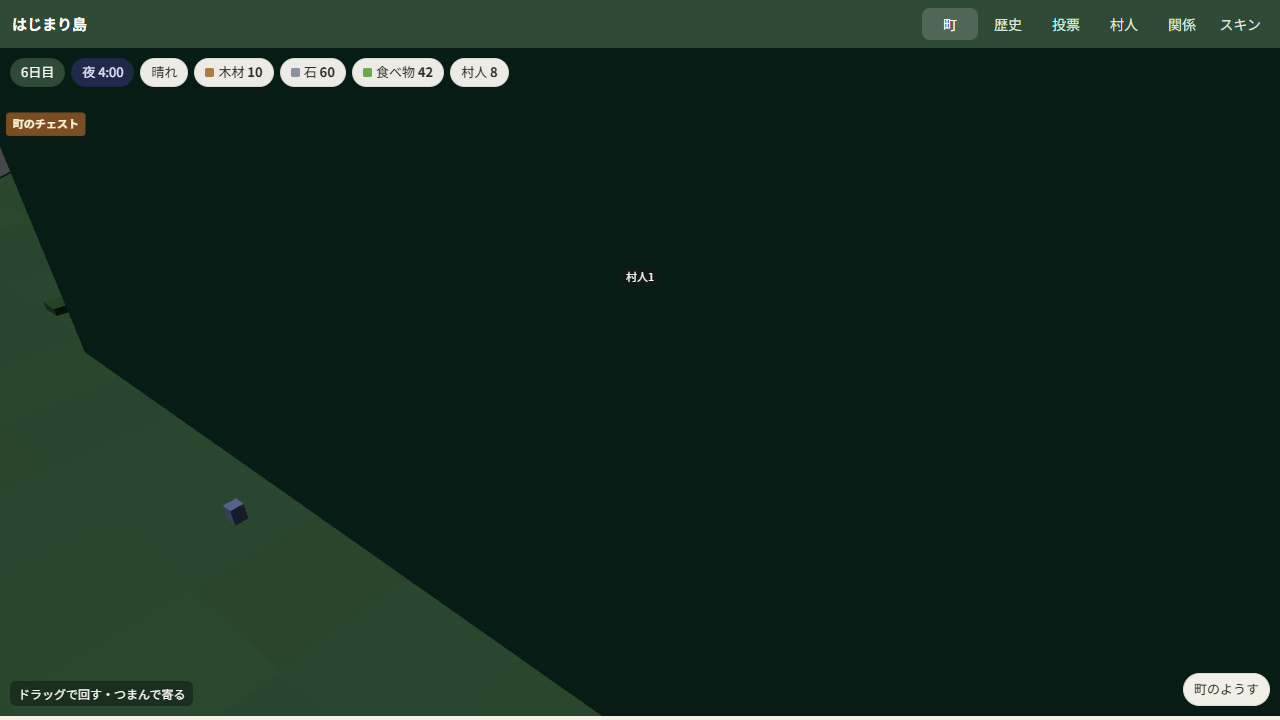 はじまり島
町 歴史 投票 村人 関係 スキン
6日目 夜 4:00 晴れ 木材 10 石 60 食べ物 42 村人 8
町のチェスト
村人1
ドラッグで回す・つまんで寄る
町のようす